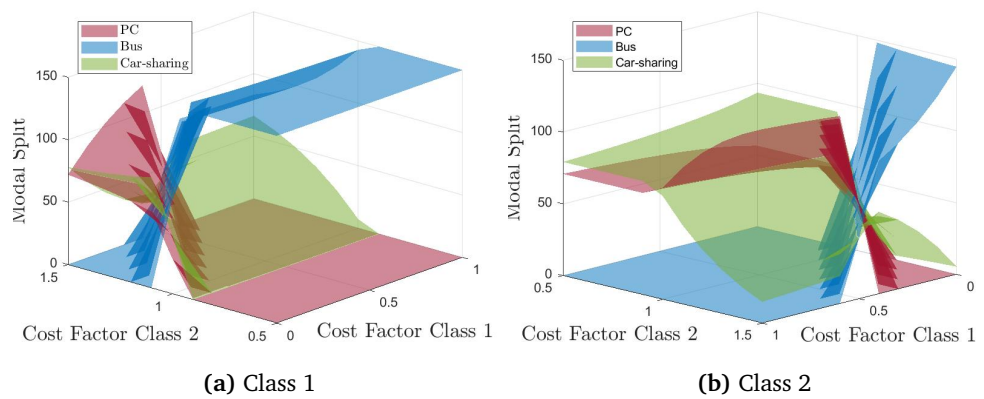 PC
Bus
Car-sharing
150
100
50
0
Modal Split
1.5
1
0.5
Cost Factor Class 2
0
0.5
1
Cost Factor Class 1
(a) Class 1
PC
Bus
Car-sharing
150
100
50
0
Modal Split
0.5
1
1.5
Cost Factor Class 2
1
0.5
0
Cost Factor Class 1
(b) Class 2